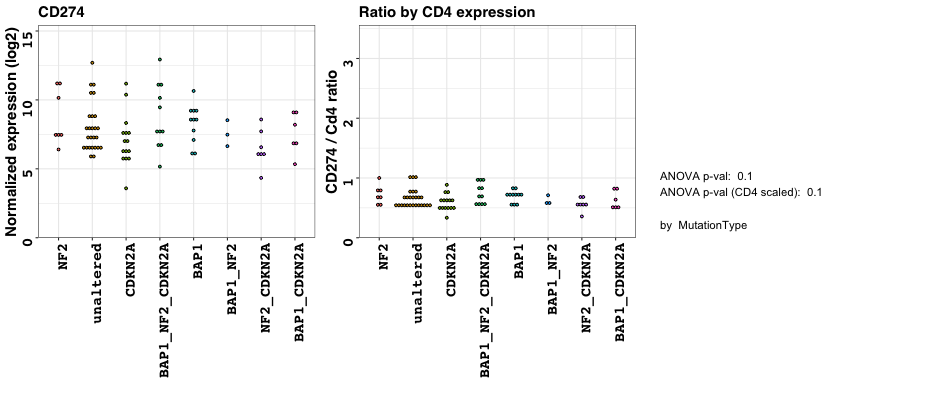 CD274
Normalized expression (log2)
15
10
5
0
NF2
unaltered
CDKN2A
BAP1_NF2_CDKN2A
BAP1
BAP1_NF2
NF2_CDKN2A
BAP1_CDKN2A
Ratio by CD4 expression
CD274 / Cd4 ratio
3
2
1
0
NF2
unaltered
CDKN2A
BAP1_NF2_CDKN2A
BAP1
BAP1_NF2
NF2_CDKN2A
BAP1_CDKN2A
ANOVA p-val: 0.1
ANOVA p-val (CD4 scaled): 0.1
by MutationType